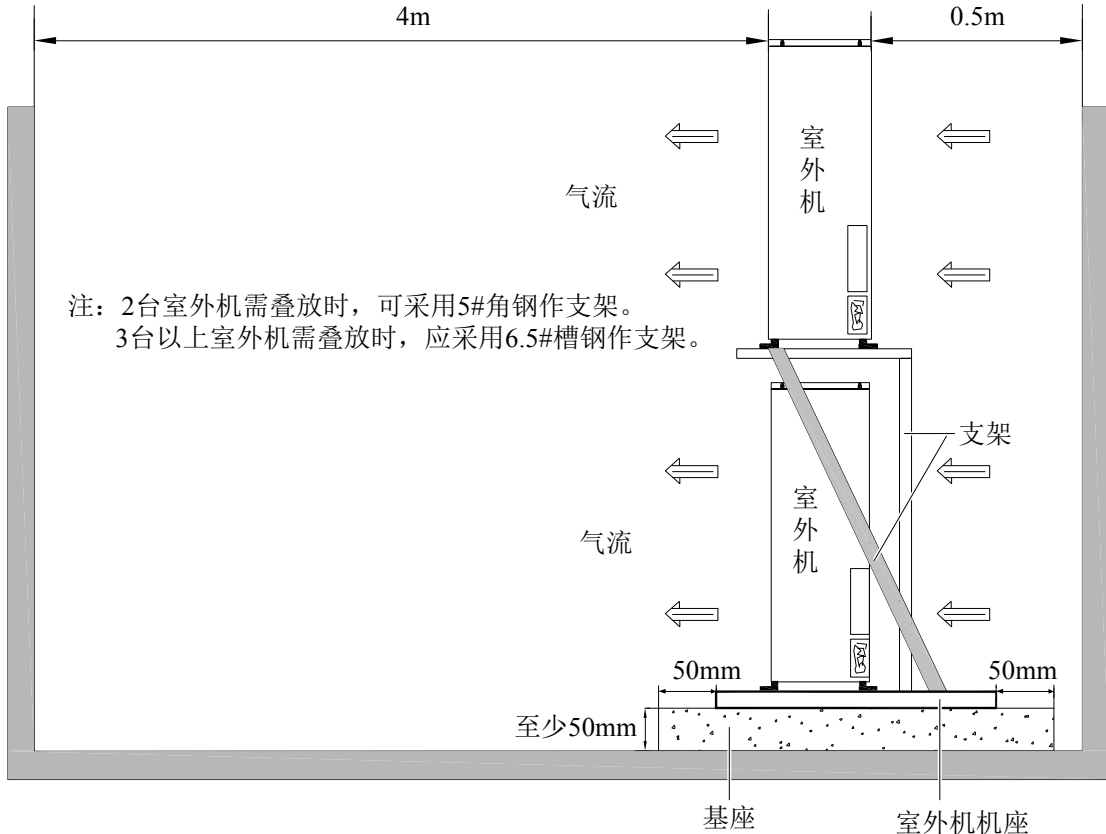 4m
0.5m
室外机
气流
注：2台室外机需叠放时，可采用5#角钢作支架。
3台以上室外机需叠放时，应采用6.5#槽钢作支架。
支架
室外机
气流
50mm
50mm
至少50mm
基座
室外机机座